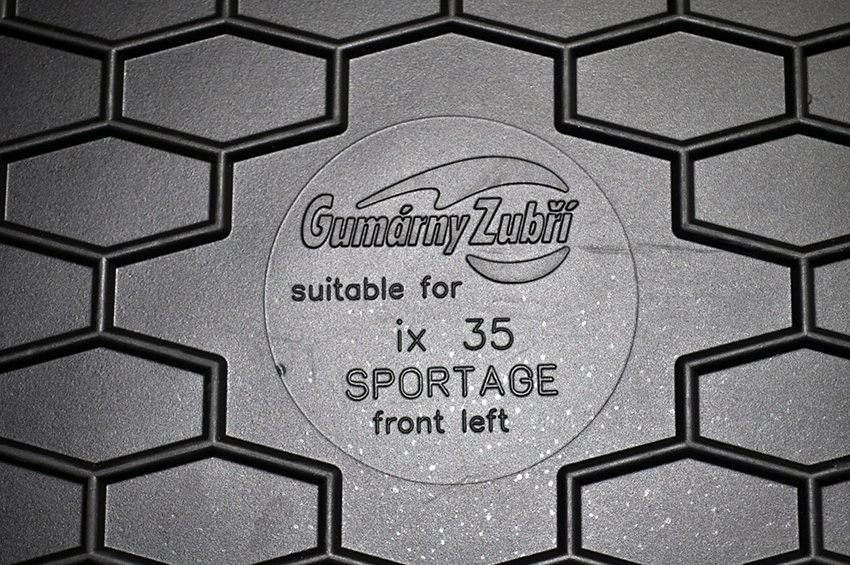 Gumárny Zubří
suitable for
ix 35
SPORTAGE
front left